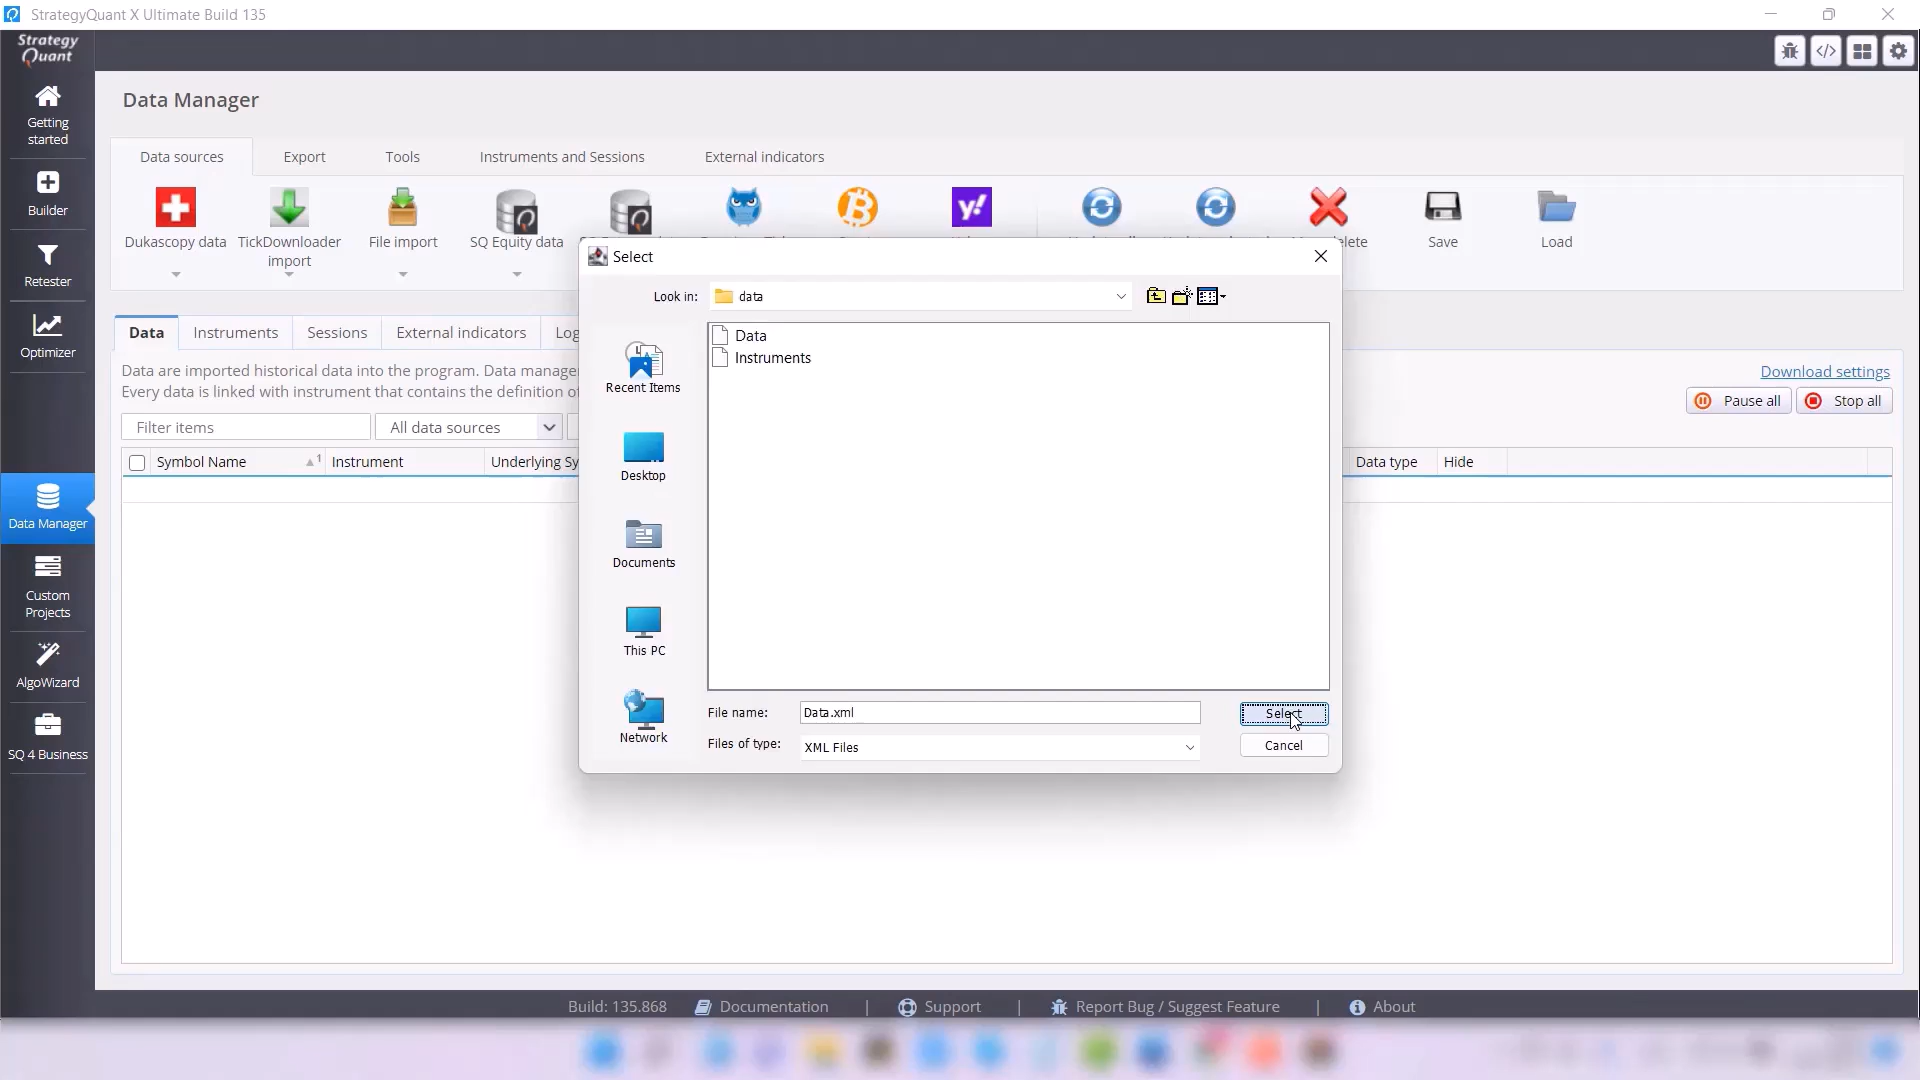 StrategyQuant X Ultimate Build 135
Strategy
Quant
Data Manager
Getting
started
Builder
Retester
Optimizer
Data Manager
Custom
Projects
AlgoWizard
SQ 4 Business
Data sources
Export
Tools
Instruments and Sessions
External indicators
Dukascopy data
TickDownloader
import
File import
SQ Equity data
y!
Save
Load
Data
Instruments
Sessions
External indicators
Data are imported historical data into the program. Data
Every data is linked with instrument that contains the definition
Download settings
Pause all
Stop all
Filter items
All data sources
Symbol Name
1
Instrument
Underlying
Data type
Hide
Select
Look in:
data
Data
Instruments
Recent Items
Desktop
Documents
This PC
Network
File name:
Data.xml
Select
Files of type:
XML Files
Cancel
Build: 135.868
Documentation
|
Support
|
Report Bug / Suggest Feature
|
About